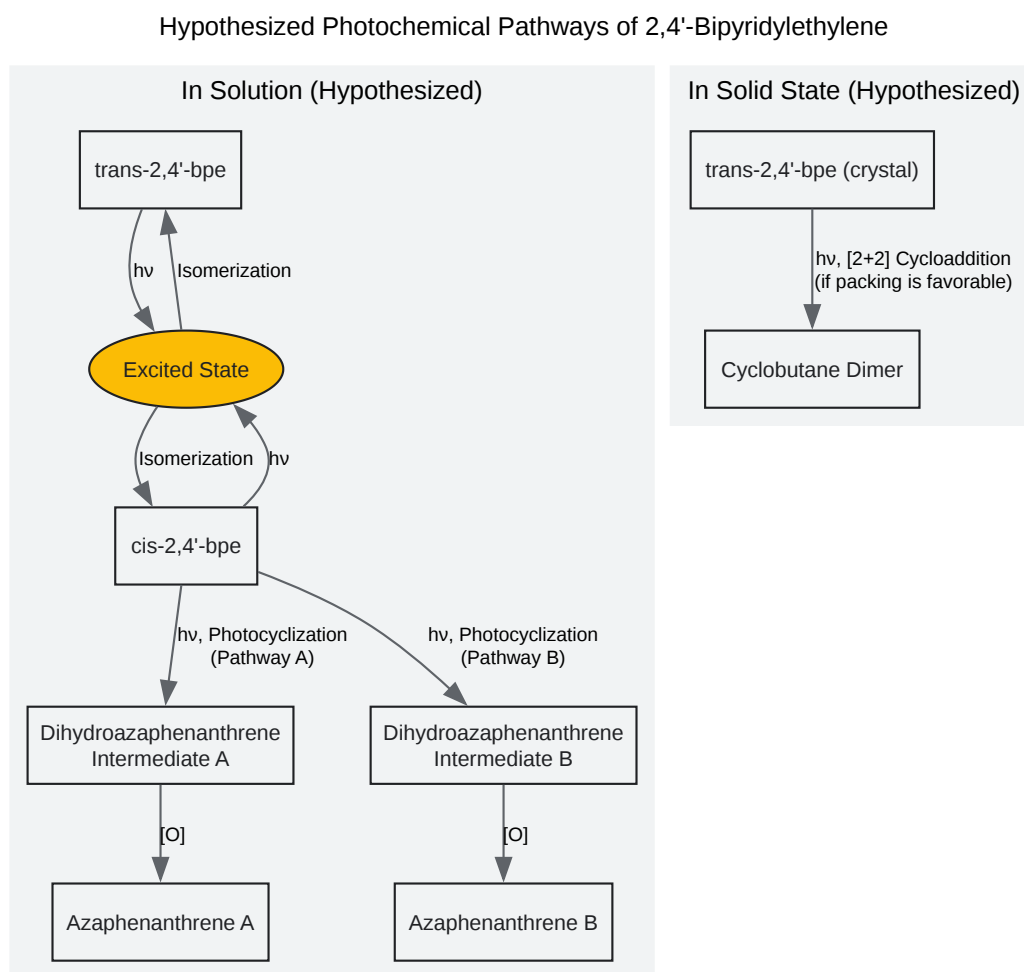 Hypothesized Photochemical Pathways of 2,4'-Bipyridylethylene
In Solution (Hypothesized)
trans-2,4'-bpe
hν
Isomerization
Excited State
Isomerization
hν
cis-2,4'-bpe
hν, Photocyclization
(Pathway A)
hν, Photocyclization
(Pathway B)
Dihydroazaphenanthrene
Intermediate A
Dihydroazaphenanthrene
Intermediate B
[O]
[O]
Azaphenanthrene A
Azaphenanthrene B
In Solid State (Hypothesized)
trans-2,4'-bpe (crystal)
hν, [2+2] Cycloaddition
(if packing is favorable)
Cyclobutane Dimer